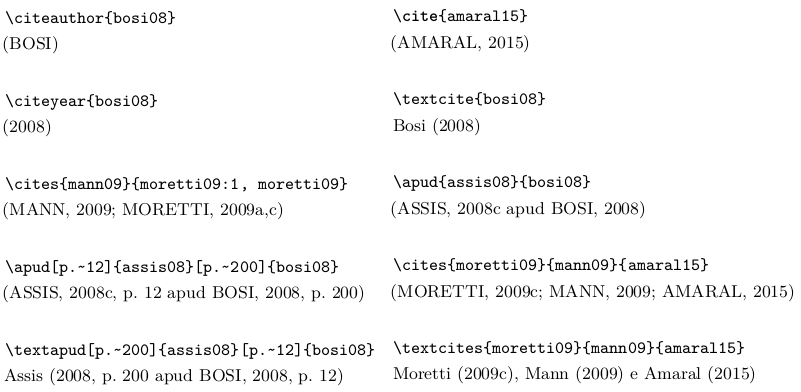 \citeauthor{bosi08}
(BOSI)
\citeyear{bosi08}
(2008)
\cites{mann09}{moretti09:1, moretti09}
(MANN, 2009; MORETTI, 2009a,c)
\apud[p.~12]{assis08}[p.~200]{bosi08}
(ASSIS, 2008c, p. 12 apud BOSI, 2008, p. 200)
\textapud[p.~200]{assis08}[p.~12]{bosi08}
Assis (2008, p. 200 apud BOSI, 2008, p. 12)
\cite{amaral15}
(AMARAL, 2015)
\textcite{bosi08}
Bosi (2008)
\apud{assis08}{bosi08}
(ASSIS, 2008c apud BOSI, 2008)
\cites{moretti09}{mann09}{amaral15}
(MORETTI, 2009c; MANN, 2009; AMARAL, 2015)
\textcites{moretti09}{mann09}{amaral15}
Moretti (2009c), Mann (2009) e Amaral (2015)